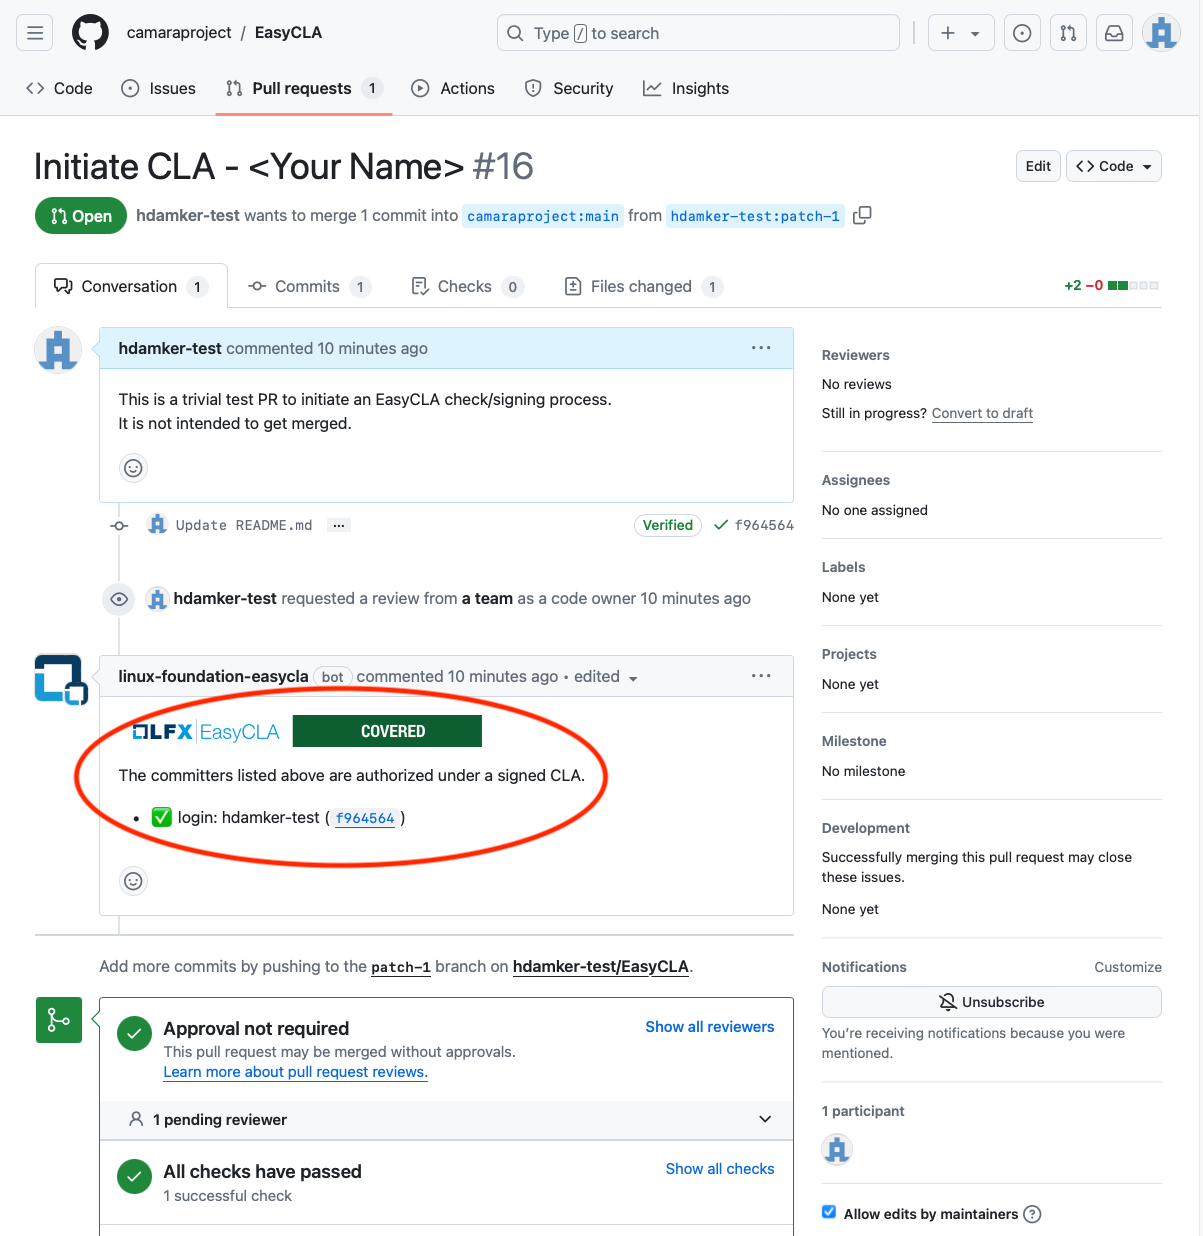 camaraproject / EasyCLA
Type / to search
Code
Issues
Pull requests 1
Actions
Security
Insights
Initiate CLA - <Your Name> #16
Edit
<> Code
Open
hdamker-test wants to merge 1 commit into camaraproject:main from hdamker-test:patch-1
Conversation 1
Commits 1
Checks 0
Files changed 1
+2 −0
hdamker-test commented 10 minutes ago
This is a trivial test PR to initiate an EasyCLA check/signing process.
It is not intended to get merged.
Update README.md ...
Verified
f964564
hdamker-test requested a review from a team as a code owner 10 minutes ago
linux-foundation-easycla bot commented 10 minutes ago • edited
LFX EasyCLA COVERED
The committers listed above are authorized under a signed CLA.
• ✅ login: hdamker-test ( f964564 )
Add more commits by pushing to the patch-1 branch on hdamker-test/EasyCLA.
Approval not required
Show all reviewers
This pull request may be merged without approvals.
Learn more about pull request reviews.
1 pending reviewer
All checks have passed
Show all checks
1 successful check
Reviewers
No reviews
Still in progress? Convert to draft
Assignees
No one assigned
Labels
None yet
Projects
None yet
Milestone
No milestone
Development
Successfully merging this pull request may close
these issues.
None yet
Notifications
Customize
Unsubscribe
You're receiving notifications because you were
mentioned.
1 participant
Allow edits by maintainers ?